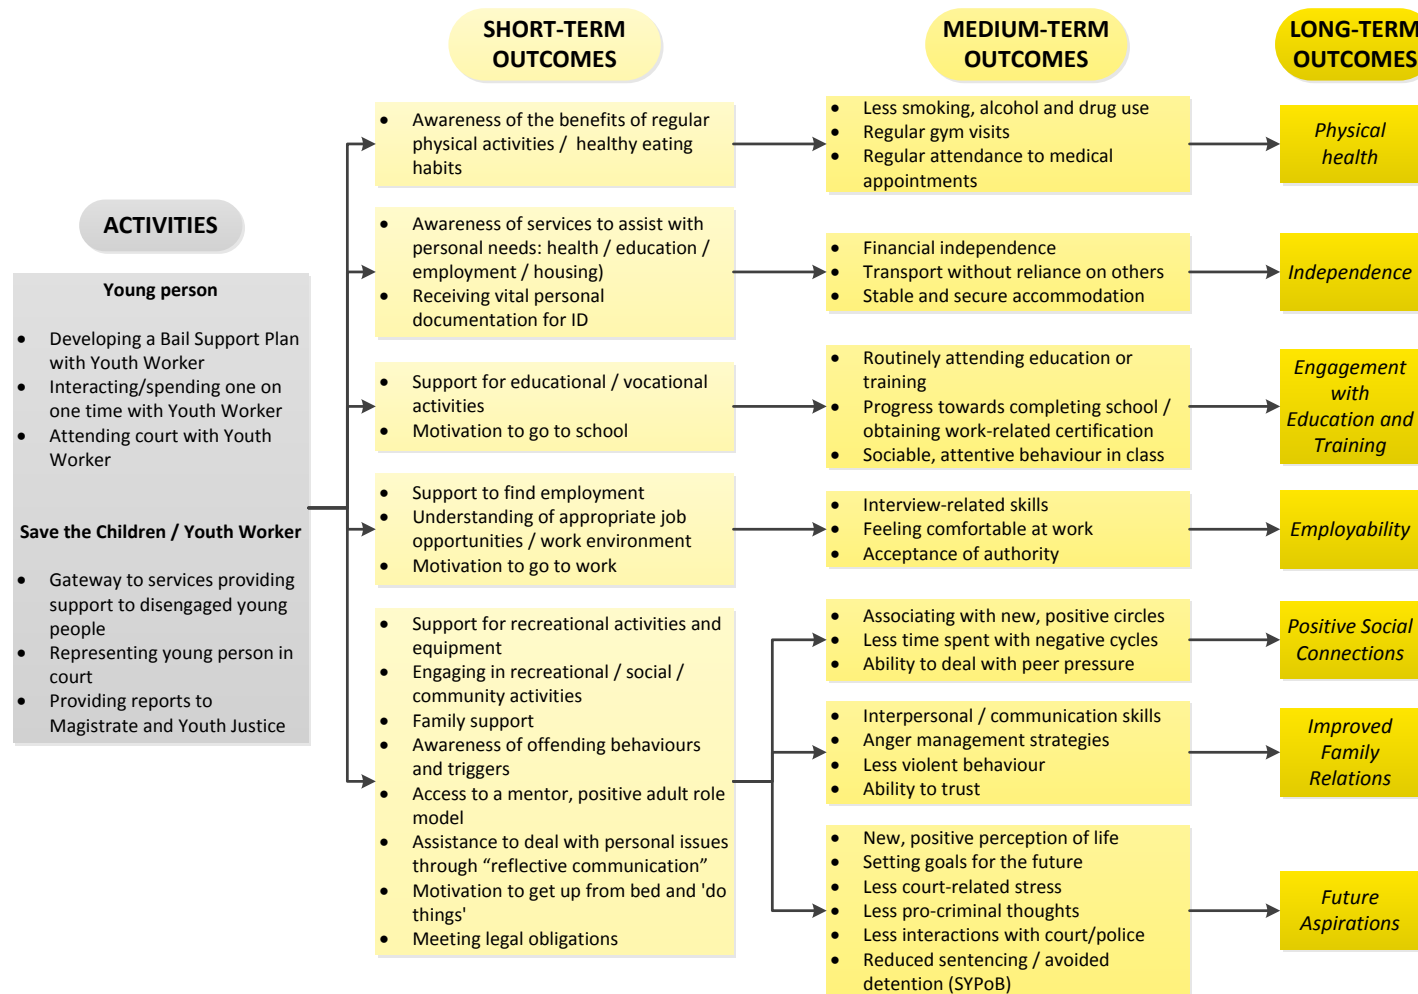 SHORT-TERM
OUTCOMES
MEDIUM-TERM
OUTCOMES
LONG-TERM
OUTCOMES
ACTIVITIES
Young person
• Developing a Bail Support Plan
with Youth Worker
• Interacting/spending one on
one time with Youth Worker
• Attending court with Youth
Worker
Save the Children / Youth Worker
• Gateway to services providing
support to disengaged young
people
• Representing young person in
court
• Providing reports to
Magistrate and Youth Justice
• Awareness of the benefits of regular
physical activities / healthy eating
habits
• Less smoking, alcohol and drug use
• Regular gym visits
• Regular attendance to medical
appointments
Physical
health
• Awareness of services to assist with
personal needs: health / education /
employment / housing)
• Receiving vital personal
documentation for ID
• Financial independence
• Transport without reliance on others
• Stable and secure accommodation
Independence
• Support for educational / vocational
activities
• Motivation to go to school
• Routinely attending education or
training
• Progress towards completing school /
obtaining work-related certification
• Sociable, attentive behaviour in class
Engagement
with
Education and
Training
• Support to find employment
• Understanding of appropriate job
opportunities / work environment
• Motivation to go to work
• Interview-related skills
• Feeling comfortable at work
• Acceptance of authority
Employability
• Support for recreational activities and
equipment
• Engaging in recreational / social /
community activities
• Family support
• Awareness of offending behaviours
and triggers
• Access to a mentor, positive adult role
model
• Assistance to deal with personal issues
through “reflective communication”
• Motivation to get up from bed and 'do
things'
• Meeting legal obligations
• Associating with new, positive circles
• Less time spent with negative cycles
• Ability to deal with peer pressure
Positive Social
Connections
• Interpersonal / communication skills
• Anger management strategies
• Less violent behaviour
• Ability to trust
Improved
Family
Relations
• New, positive perception of life
• Setting goals for the future
• Less court-related stress
• Less pro-criminal thoughts
• Less interactions with court/police
• Reduced sentencing / avoided
detention (SYPoB)
Future
Aspirations